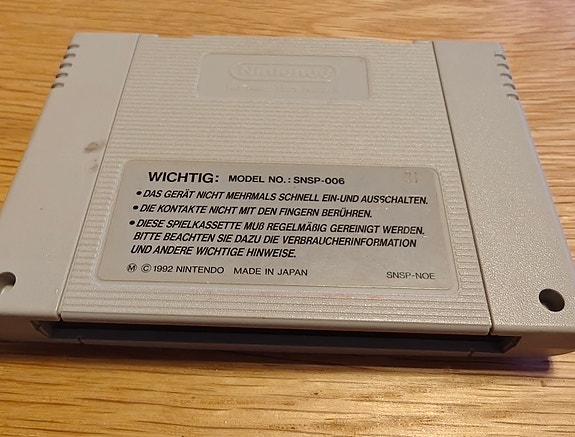 Nintendo
WICHTIG: MODEL NO.: SNSP-006
• DAS GERÄT NICHT MEHRMALS SCHNELL EIN-UND AUSSCHALTEN.
• DIE KONTAKTE NICHT MIT DEN FINGERN BERÜHREN.
• DIESE SPIELKASSETTE MUß REGELMÄßIG GEREINIGT WERDEN.
BITTE BEACHTEN SIE DAZU DIE VERBRAUCHERINFORMATION
UND ANDERE WICHTIGE HINWEISE.
Ⓜ © 1992 NINTENDO MADE IN JAPAN SNSP-NOE